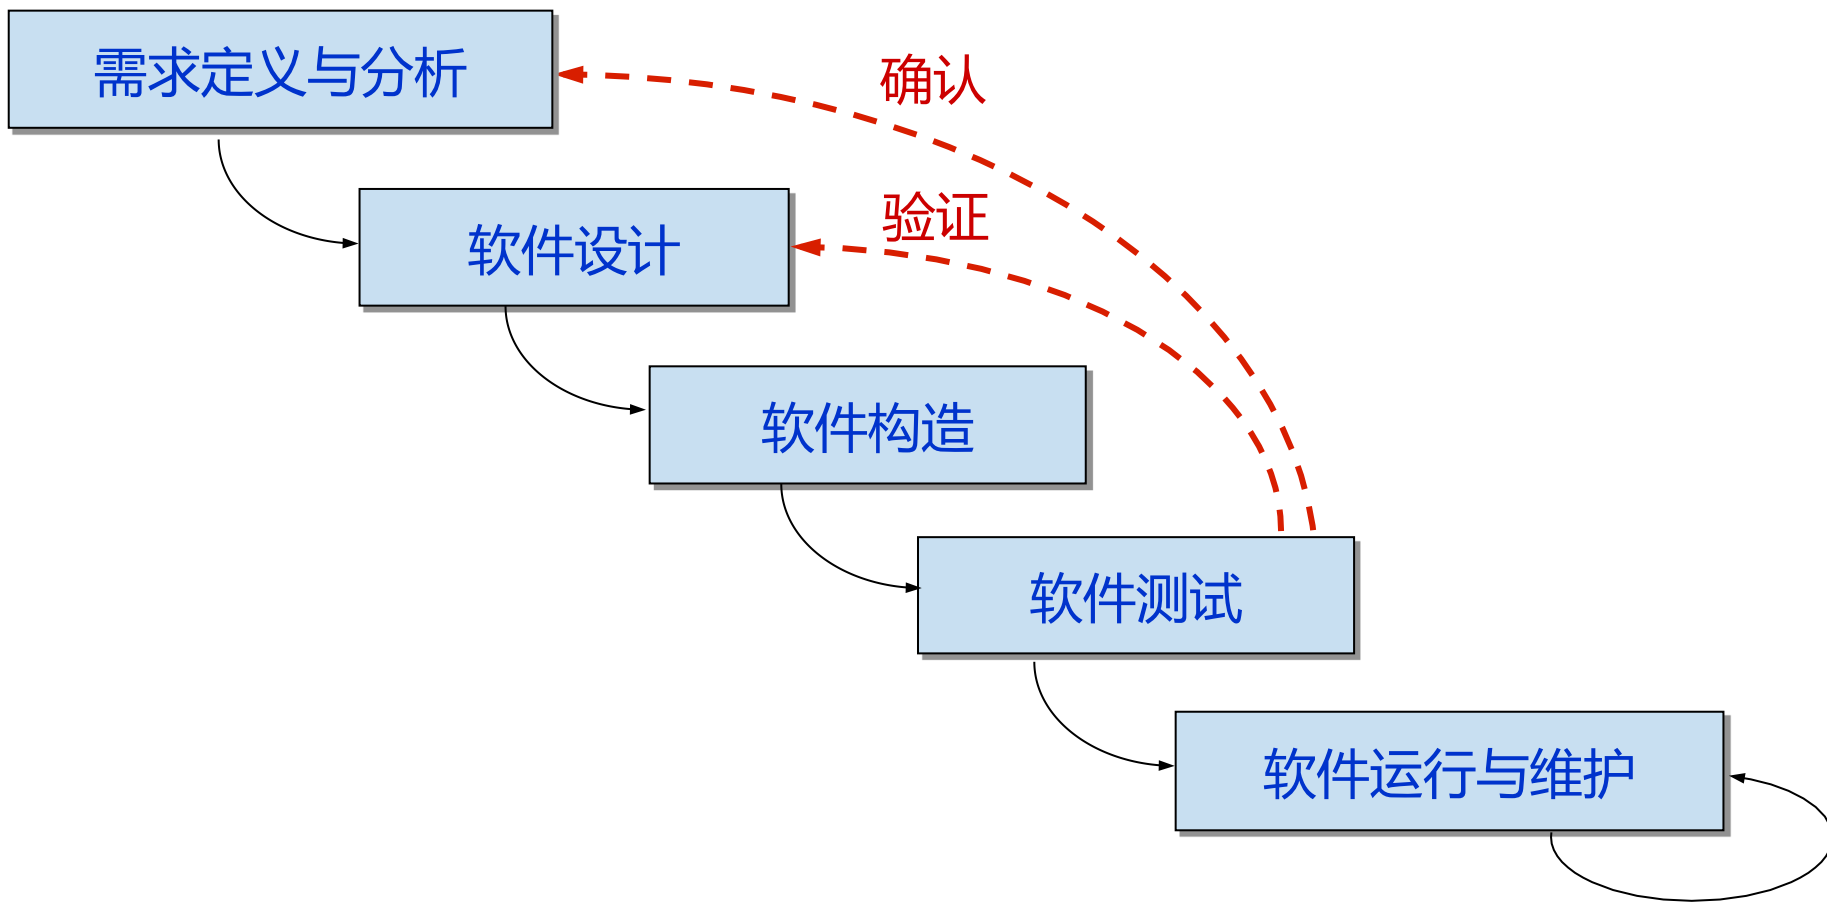 需求定义与分析
确认
验证
软件设计
软件构造
软件测试
软件运行与维护